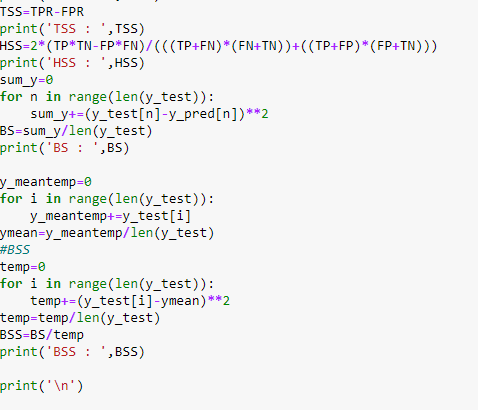 TSS=TPR-FPR
print('TSS : ',TSS)
HSS=2*(TP*TN-FP*FN)/(((TP+FN)*(FN+TN))+((TP+FP)*(FP+TN)))
print('HSS : ',HSS)
sum_y=0
for n in range(len(y_test)):
    sum_y+=(y_test[n]-y_pred[n])**2
BS=sum_y/len(y_test)
print('BS : ',BS)

y_meantemp=0
for i in range(len(y_test)):
    y_meantemp+=y_test[i]
ymean=y_meantemp/len(y_test)
#BSS
temp=0
for i in range(len(y_test)):
    temp+=(y_test[i]-ymean)**2
temp=temp/len(y_test)
BSS=BS/temp
print('BSS : ',BSS)

print('\n')